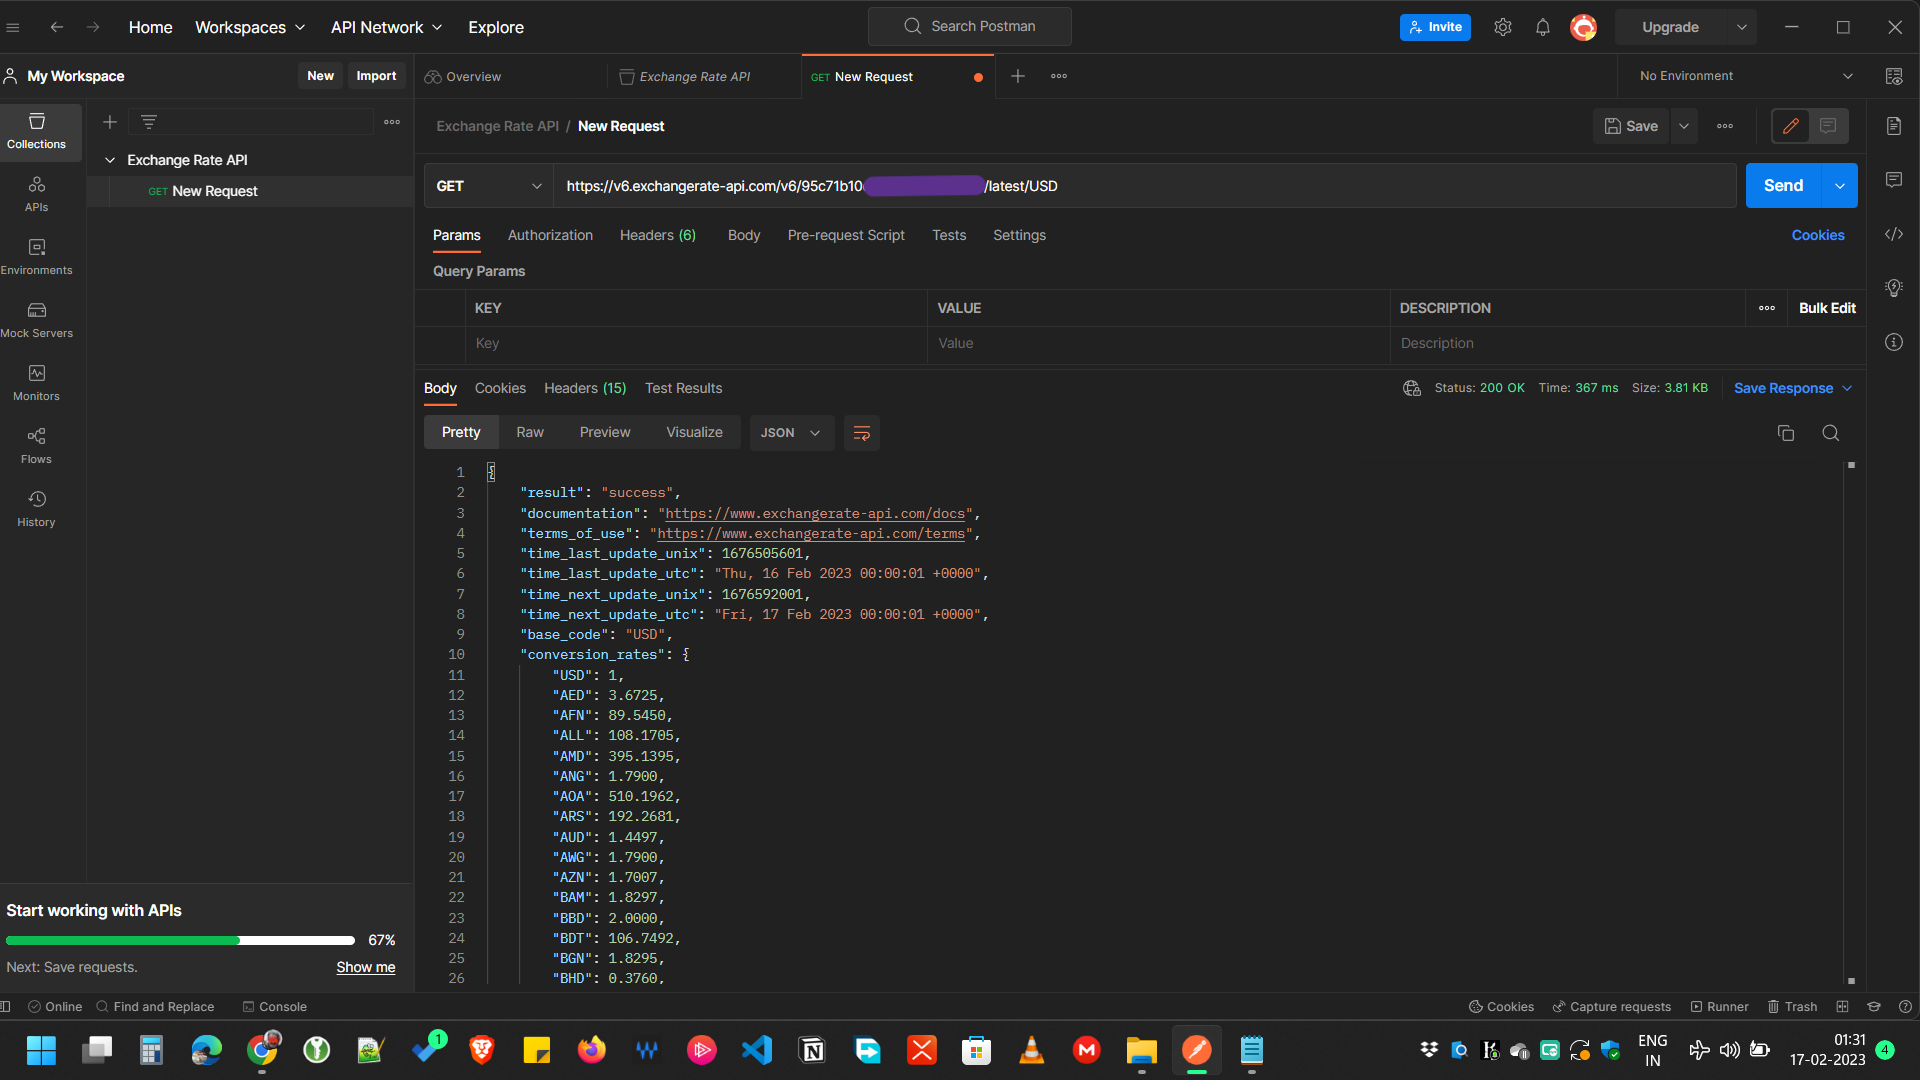 Home Workspaces API Network Explore Search Postman Invite Upgrade
My Workspace New Import Overview Exchange Rate API GET New Request No Environment
Exchange Rate API / New Request Save
Collections
Exchange Rate API
GET New Request
APIs
Environments
Mock Servers
Monitors
Flows
History
GET https://v6.exchangerate-api.com/v6/95c71b10 /latest/USD Send
Params Authorization Headers (6) Body Pre-request Script Tests Settings Cookies
Query Params
KEY VALUE DESCRIPTION Bulk Edit
Key Value Description
Body Cookies Headers (15) Test Results Status: 200 OK Time: 367 ms Size: 3.81 KB Save Response
Pretty Raw Preview Visualize JSON
1 {
2 "result": "success",
3 "documentation": "https://www.exchangerate-api.com/docs",
4 "terms_of_use": "https://www.exchangerate-api.com/terms",
5 "time_last_update_unix": 1676505601,
6 "time_last_update_utc": "Thu, 16 Feb 2023 00:00:01 +0000",
7 "time_next_update_unix": 1676592001,
8 "time_next_update_utc": "Fri, 17 Feb 2023 00:00:01 +0000",
9 "base_code": "USD",
10 "conversion_rates": {
11 "USD": 1,
12 "AED": 3.6725,
13 "AFN": 89.5450,
14 "ALL": 108.1705,
15 "AMD": 395.1395,
16 "ANG": 1.7900,
17 "AOA": 510.1962,
18 "ARS": 192.2681,
19 "AUD": 1.4497,
20 "AWG": 1.7900,
21 "AZN": 1.7007,
22 "BAM": 1.8297,
23 "BBD": 2.0000,
24 "BDT": 106.7492,
25 "BGN": 1.8295,
26 "BHD": 0.3760,
Start working with APIs
67%
Next: Save requests. Show me
Online Find and Replace Console Cookies Capture requests Runner Trash
1
ENG
IN
01:31
17-02-2023
4